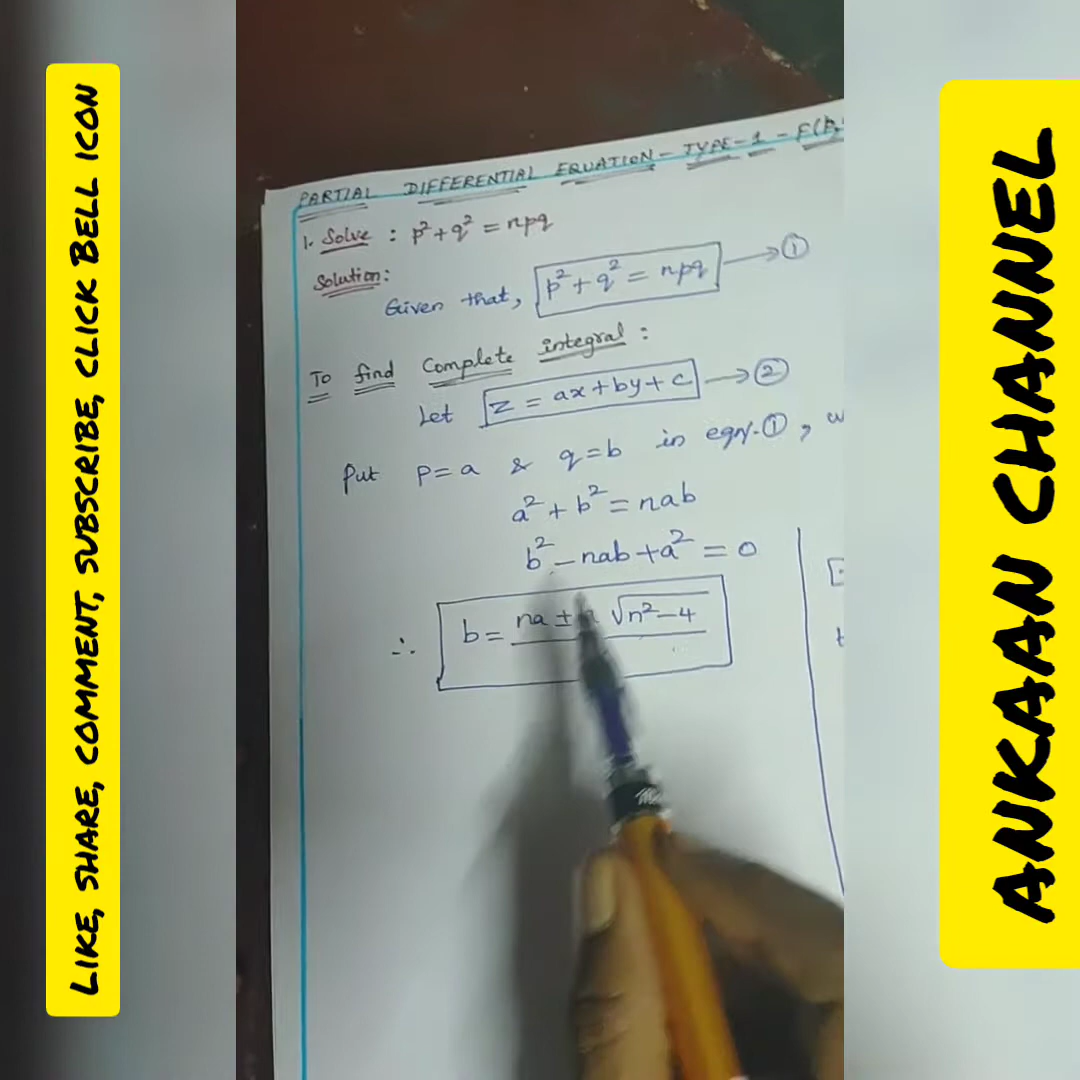 LIKE, SHARE, COMMENT, SUBSCRIBE, CLICK BELL ICON
PARTIAL DIFFERENTIAL EQUATION - TYPE-1 - F(P,
1. Solve : p² + q² = npq
Solution:
Given that, p² + q² = npq → ①
To find Complete integral :
Let z = ax + by + c → ②
Put p = a & q = b in eqn. ①,
a² + b² = nab
b² - nab + a² = 0
∴ b = na ± √n² - 4
ANKAAN CHANNEL